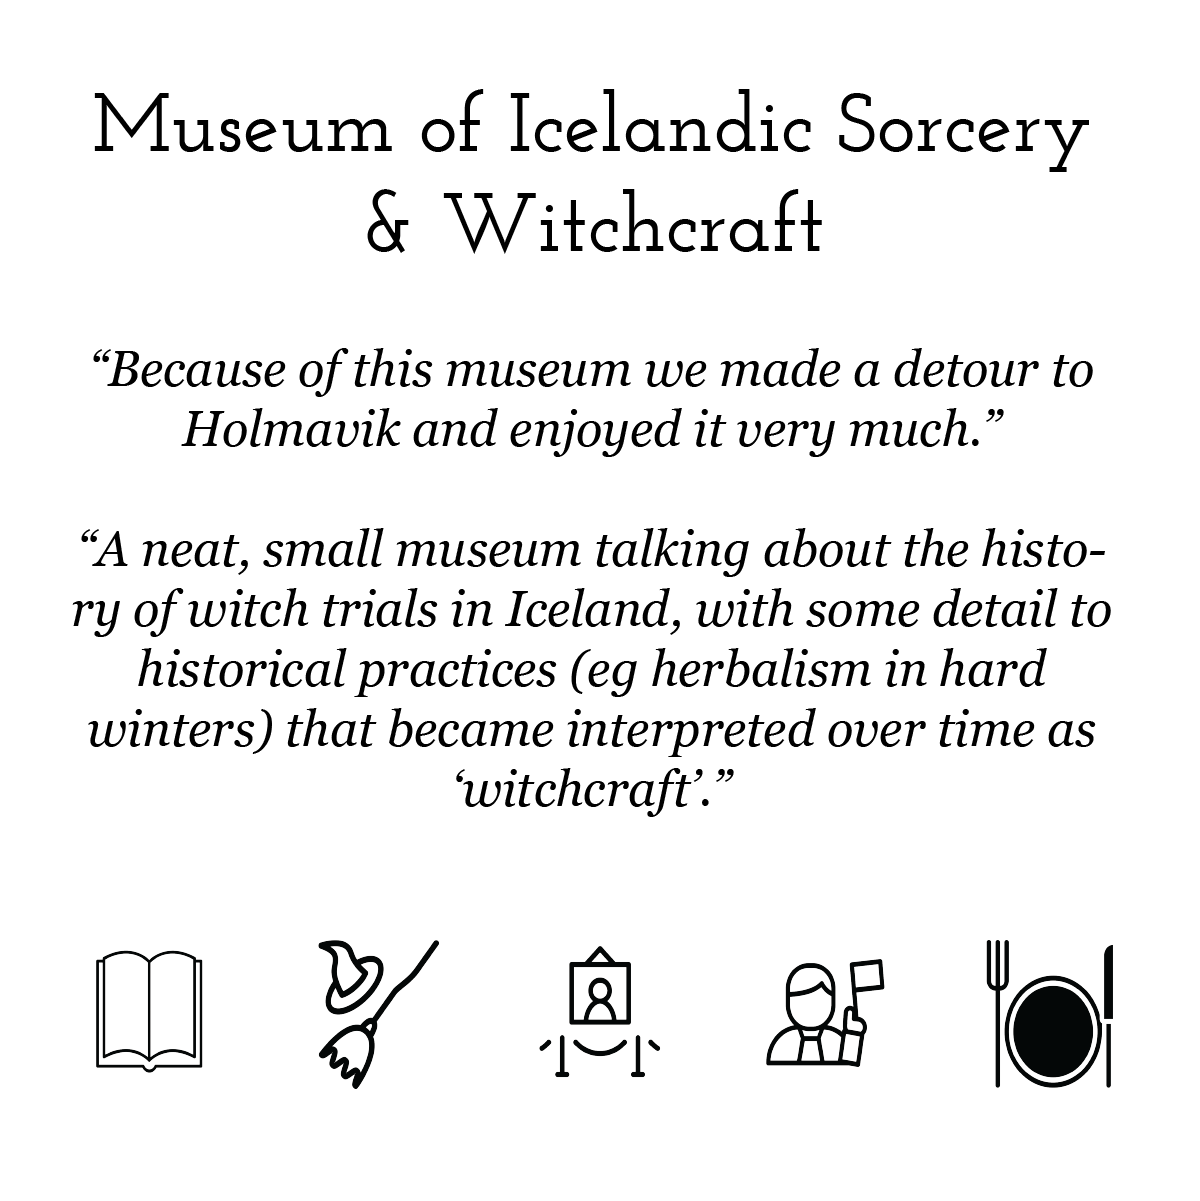 Museum of Icelandic Sorcery
& Witchcraft
“Because of this museum we made a detour to
Holmavik and enjoyed it very much.”
“A neat, small museum talking about the histo-
ry of witch trials in Iceland, with some detail to
historical practices (eg herbalism in hard
winters) that became interpreted over time as
‘witchcraft’.”